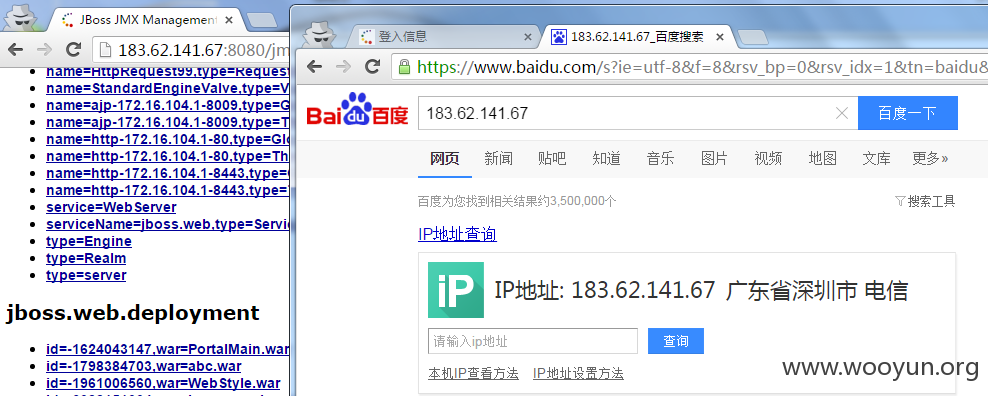 JBoss JMX Management
183.62.141.67:8080/jm
name=HttpRequest99,type=Request
name=StandardEngineValve,type=V
name=ajp-172.16.104.1-8009,type=G
name=ajp-172.16.104.1-8009,type=T
name=http-172.16.104.1-80,type=Glo
name=http-172.16.104.1-80,type=Th
name=http-172.16.104.1-8443,type=
name=http-172.16.104.1-8443,type=
service=WebServer
serviceName=jboss.web,type=Servic
type=Engine
type=Realm
type=server
jboss.web.deployment
id=-1624043147,war=PortalMain.war
id=-1798384703,war=abc.war
id=-1961006560,war=WebStyle.war
登入信息
183.62.141.67_百度搜索
https://www.baidu.com/s?ie=utf-8&f=8&rsv_bp=0&rsv_idx=1&tn=baidu&
Bai du 百度
183.62.141.67
百度一下
网页 新闻 贴吧 知道 音乐 图片 视频 地图 文库 更多»
百度为您找到相关结果约3,500,000个
搜索工具
IP地址查询
iP
IP地址: 183.62.141.67 广东省深圳市 电信
请输入ip地址
查询
本机IP查看方法 IP地址设置方法
www.wooyun.org